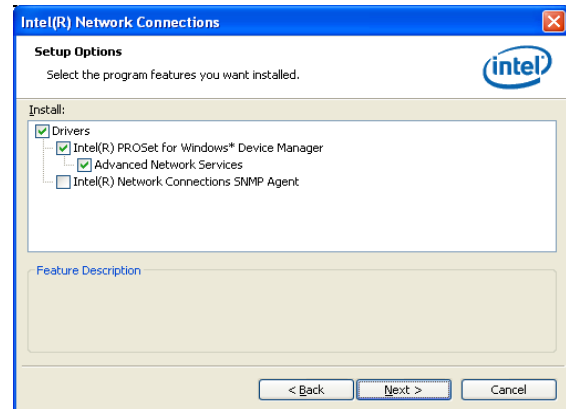 Intel(R) Network Connections
Setup Options
Select the program features you want installed.
intel
Install:
Drivers
Intel(R) PROSet for Windows* Device Manager
Advanced Network Services
Intel(R) Network Connections SNMP Agent
Feature Description
< Back
Next >
Cancel